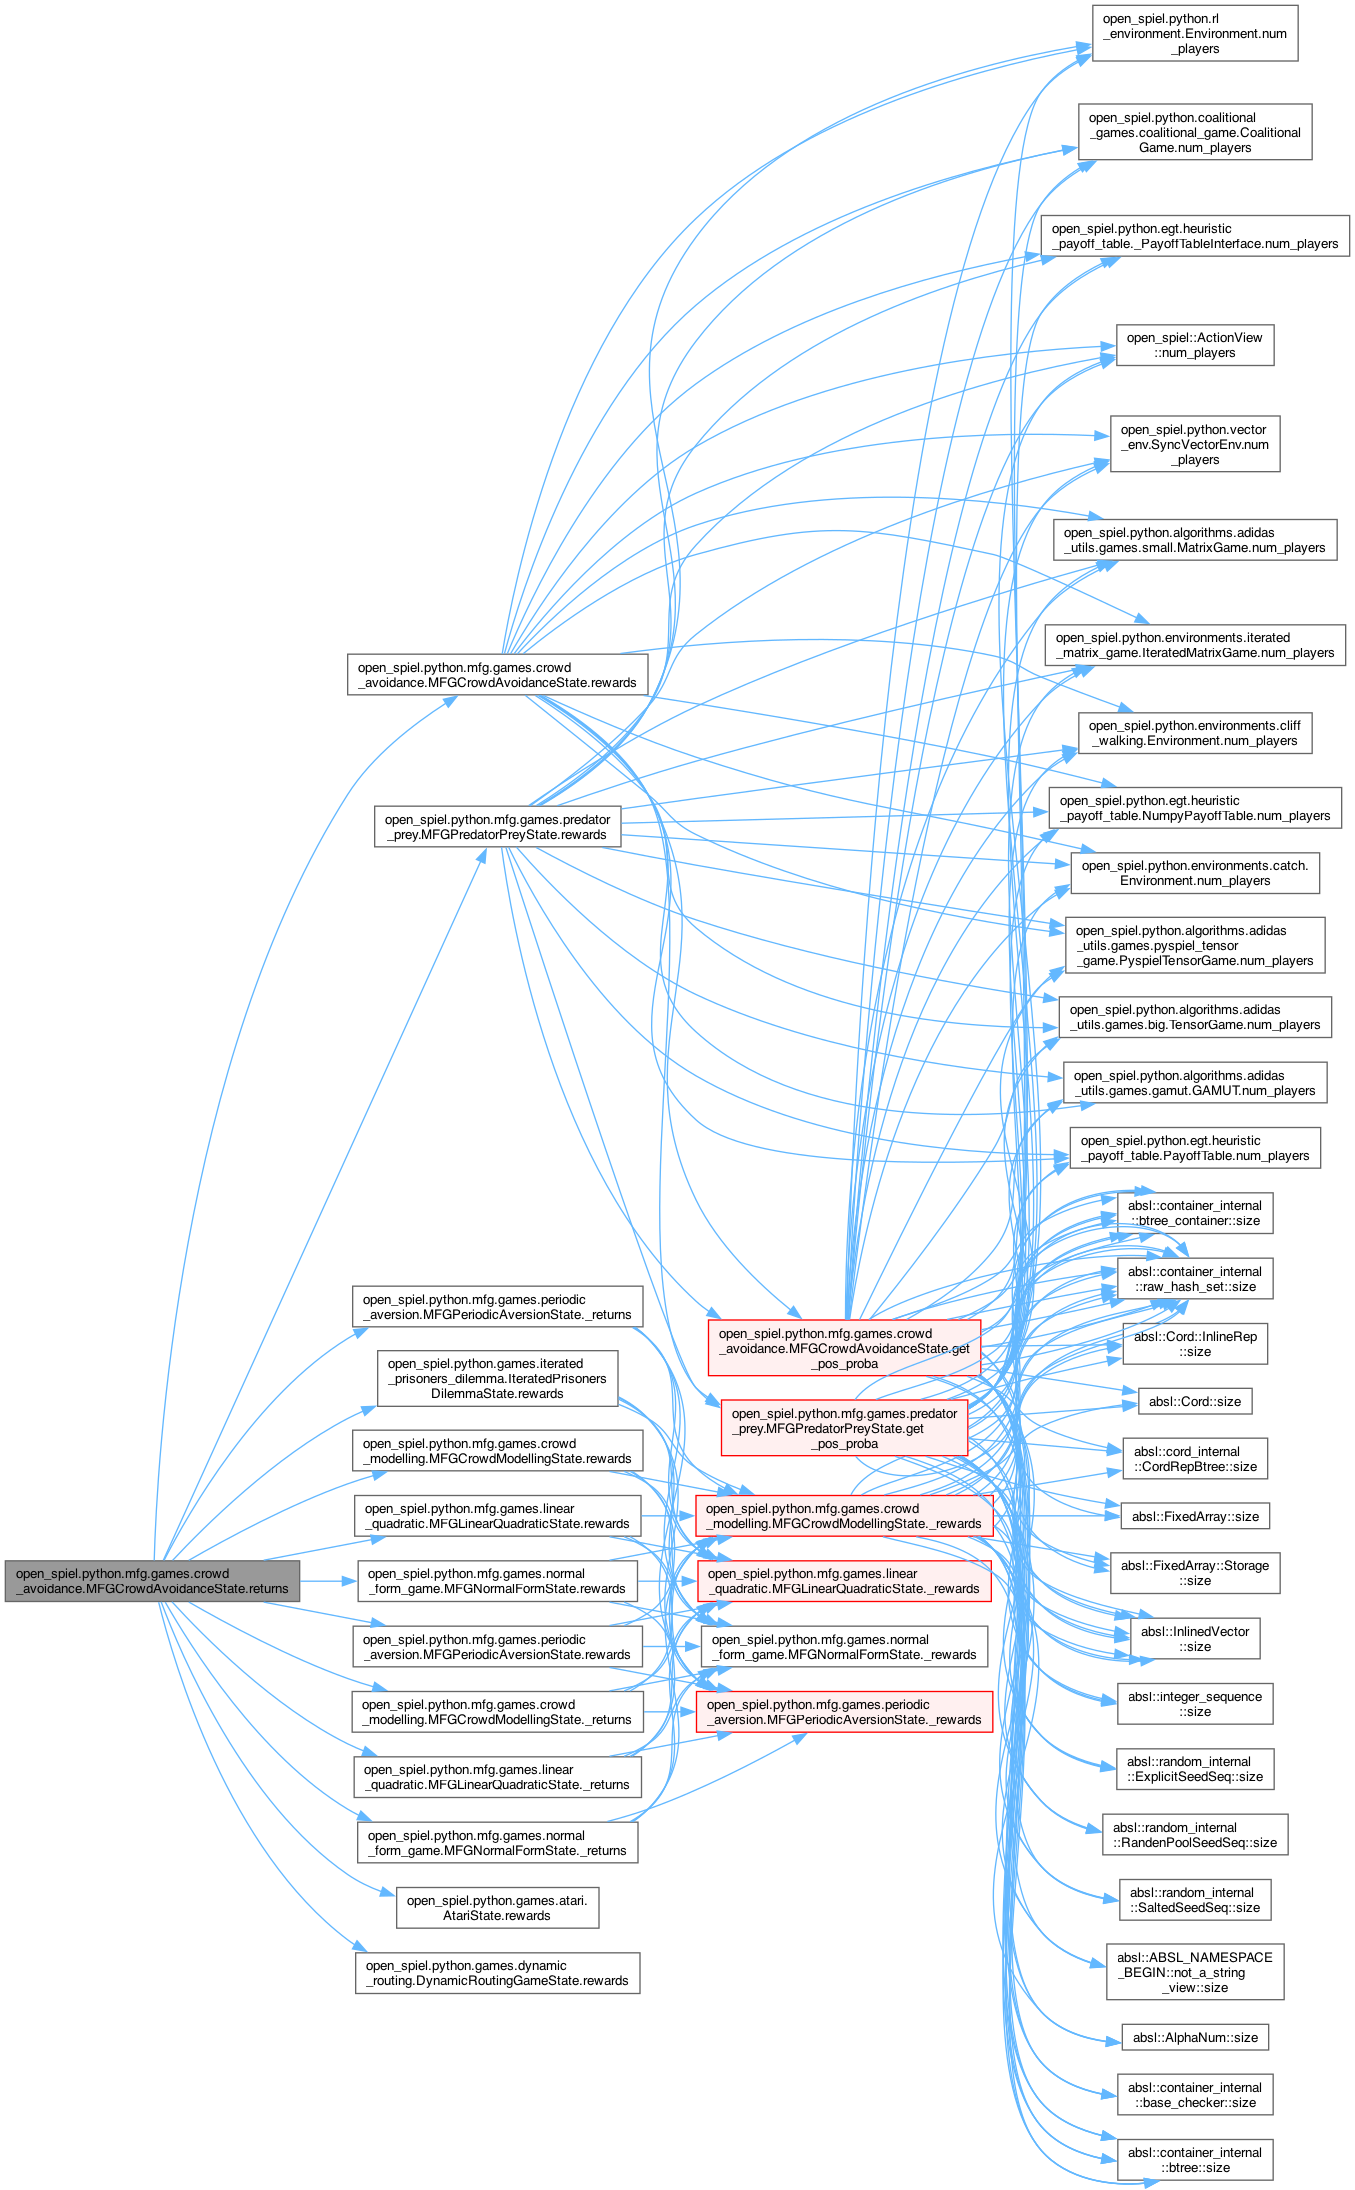 open_spiel.python.mfg.games.crowd
_avoidance.MFGCrowdAvoidanceState.returns
open_spiel.python.mfg.games.crowd
_avoidance.MFGCrowdAvoidanceState.rewards
open_spiel.python.mfg.games.predator
_prey.MFGPredatorPreyState.rewards
open_spiel.python.mfg.games.periodic
_aversion.MFGPeriodicAversionState._returns
open_spiel.python.games.iterated
_prisoners_dilemma.IteratedPrisoners
DilemmaState.rewards
open_spiel.python.mfg.games.crowd
_modelling.MFGCrowdModellingState.rewards
open_spiel.python.mfg.games.linear
_quadratic.MFGLinearQuadraticState.rewards
open_spiel.python.mfg.games.normal
_form_game.MFGNormalFormState.rewards
open_spiel.python.mfg.games.periodic
_aversion.MFGPeriodicAversionState.rewards
open_spiel.python.mfg.games.crowd
_modelling.MFGCrowdModellingState._returns
open_spiel.python.mfg.games.linear
_quadratic.MFGLinearQuadraticState._returns
open_spiel.python.mfg.games.normal
_form_game.MFGNormalFormState._returns
open_spiel.python.games.atari.
AtariState.rewards
open_spiel.python.games.dynamic
_routing.DynamicRoutingGameState.rewards
open_spiel.python.mfg.games.crowd
_avoidance.MFGCrowdAvoidanceState.get
_pos_proba
open_spiel.python.mfg.games.predator
_prey.MFGPredatorPreyState.get
_pos_proba
open_spiel.python.mfg.games.crowd
_modelling.MFGCrowdModellingState._rewards
open_spiel.python.mfg.games.linear
_quadratic.MFGLinearQuadraticState._rewards
open_spiel.python.mfg.games.normal
_form_game.MFGNormalFormState._rewards
open_spiel.python.mfg.games.periodic
_aversion.MFGPeriodicAversionState._rewards
open_spiel.python.rl
_environment.Environment.num
_players
open_spiel.python.coalitional
_games.coalitional_game.Coalitional
Game.num_players
open_spiel.python.egt.heuristic
_payoff_table._PayoffTableInterface.num_players
open_spiel::ActionView
::num_players
open_spiel.python.vector
_env.SyncVectorEnv.num
_players
open_spiel.python.algorithms.adidas
_utils.games.small.MatrixGame.num_players
open_spiel.python.environments.iterated
_matrix_game.IteratedMatrixGame.num_players
open_spiel.python.environments.cliff
_walking.Environment.num_players
open_spiel.python.egt.heuristic
_payoff_table.NumpyPayoffTable.num_players
open_spiel.python.environments.catch.
Environment.num_players
open_spiel.python.algorithms.adidas
_utils.games.pyspiel_tensor
_game.PyspielTensorGame.num_players
open_spiel.python.algorithms.adidas
_utils.games.big.TensorGame.num_players
open_spiel.python.algorithms.adidas
_utils.games.gamut.GAMUT.num_players
open_spiel.python.egt.heuristic
_payoff_table.PayoffTable.num_players
absl::container_internal
::btree_container::size
absl::container_internal
::raw_hash_set::size
absl::Cord::InlineRep
::size
absl::Cord::size
absl::cord_internal
::CordRepBtree::size
absl::FixedArray::size
absl::FixedArray::Storage
::size
absl::InlinedVector
::size
absl::integer_sequence
::size
absl::random_internal
::ExplicitSeedSeq::size
absl::random_internal
::RandenPoolSeedSeq::size
absl::random_internal
::SaltedSeedSeq::size
absl::ABSL_NAMESPACE
_BEGIN::not_a_string
_view::size
absl::AlphaNum::size
absl::container_internal
::base_checker::size
absl::container_internal
::btree::size